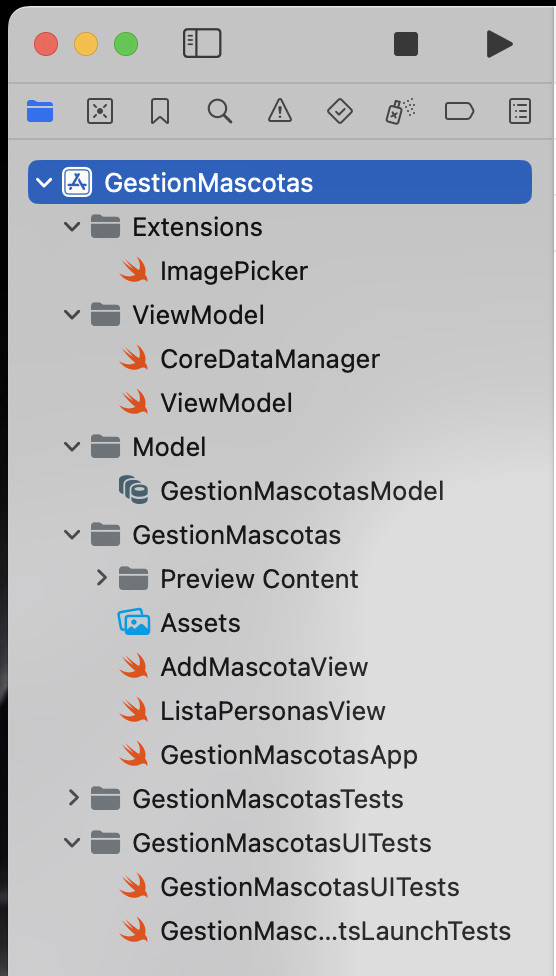 GestionMascotas
Extensions
ImagePicker
ViewModel
CoreDataManager
ViewModel
Model
GestionMascotasModel
GestionMascotas
Preview Content
Assets
AddMascotaView
ListaPersonasView
GestionMascotasApp
GestionMascotasTests
GestionMascotasUITests
GestionMascotasUITests
GestionMasc...tsLaunchTests